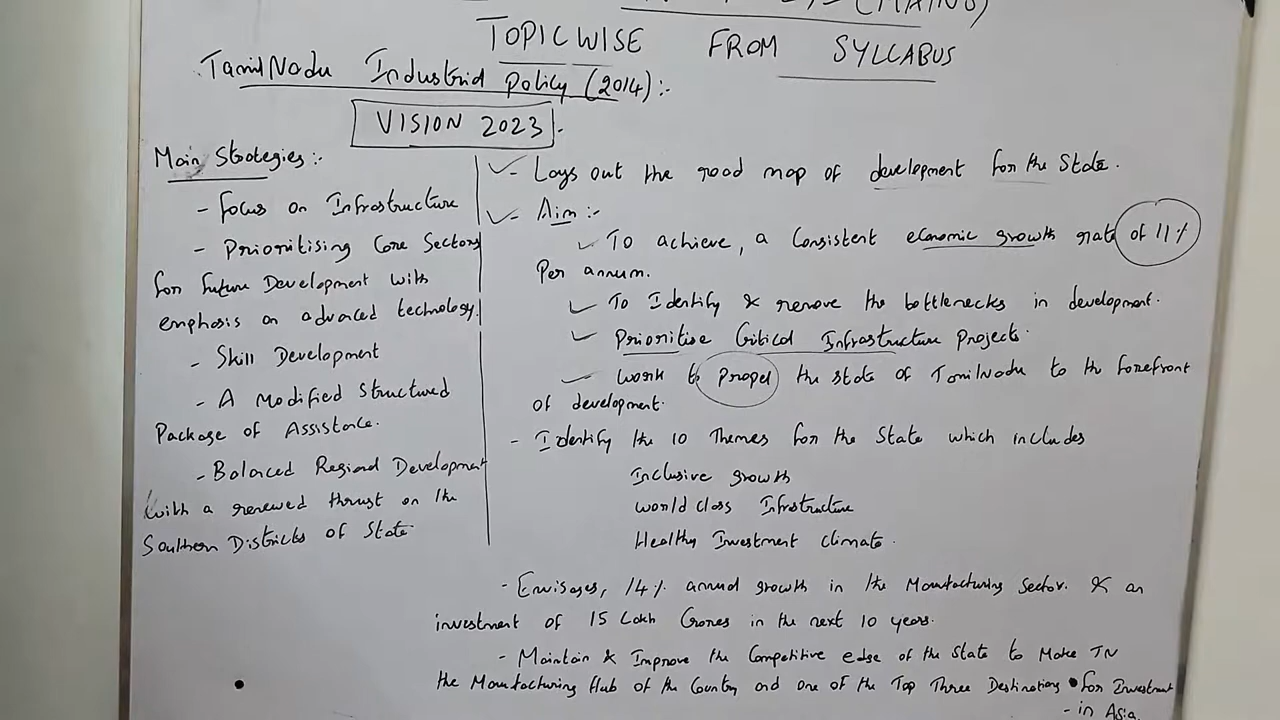 (MAINS)
TOPICWISE FROM SYLLABUS
TamilNadu Industrial Policy (2014):-
VISION 2023.
Main Strategies:-
- Focus on Infrastructure
- Prioritising Core Sectors
for Future Development with
emphasis on advanced technology.
- Skill Development
- A Modified Structured
Package of Assistance.
- Balanced Regional Development
with a renewed thrust on the
Southern Districts of State
- Lays out the good map of development for the State.
- Aim:-
To achieve, a Consistent economic growth rate of 11%
Per annum.
To Identify & remove the bottlenecks in development.
Prioritise Critical Infrastructure Projects.
Work to Propel the state of TamilNadu to the forefront
of development.
- Identify the 10 Themes for the State which includes
Inclusive growth
World class Infrstructure
Healthy Investment climate.
- Envisages, 14% annual growth in the Manufacturing Sector. & an
investment of 15 Lakh Crores in the next 10 years.
- Maintain & Improve the Competitive edge of the State to Make TN
the Manufacturing Hub of the Country and one of the Top Three Destinations for Investment
- in Asia.